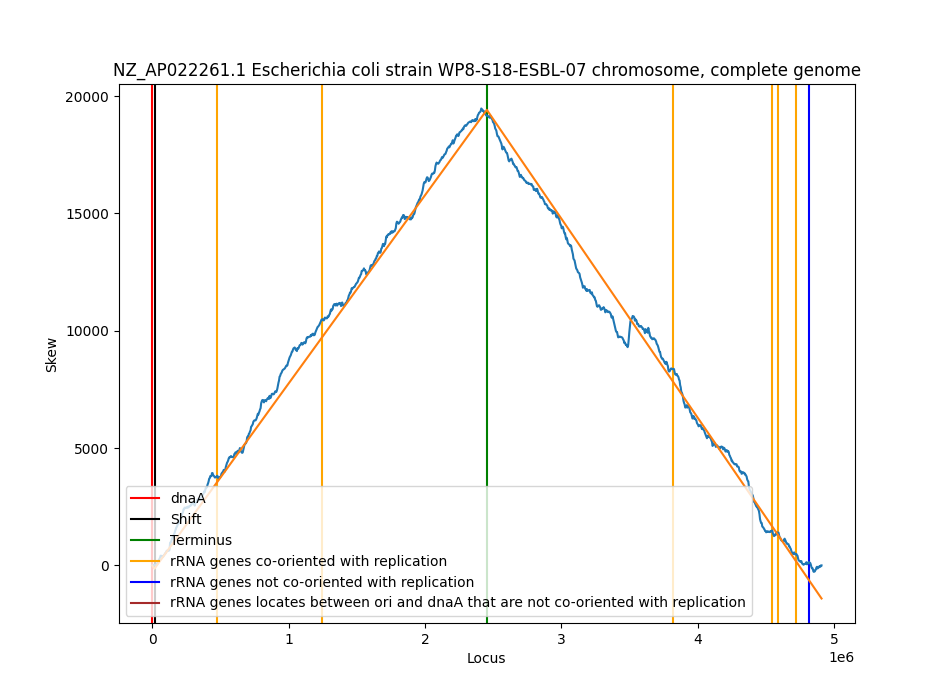 NZ_AP022261.1 Escherichia coli strain WP8-S18-ESBL-07 chromosome, complete genome
20000
15000
10000
5000
0
Skew
dnaA
Shift
Terminus
rRNA genes co-oriented with replication
rRNA genes not co-oriented with replication
rRNA genes locates between ori and dnaA that are not co-oriented with replication
0 1 2 3 4 5
1e6
Locus